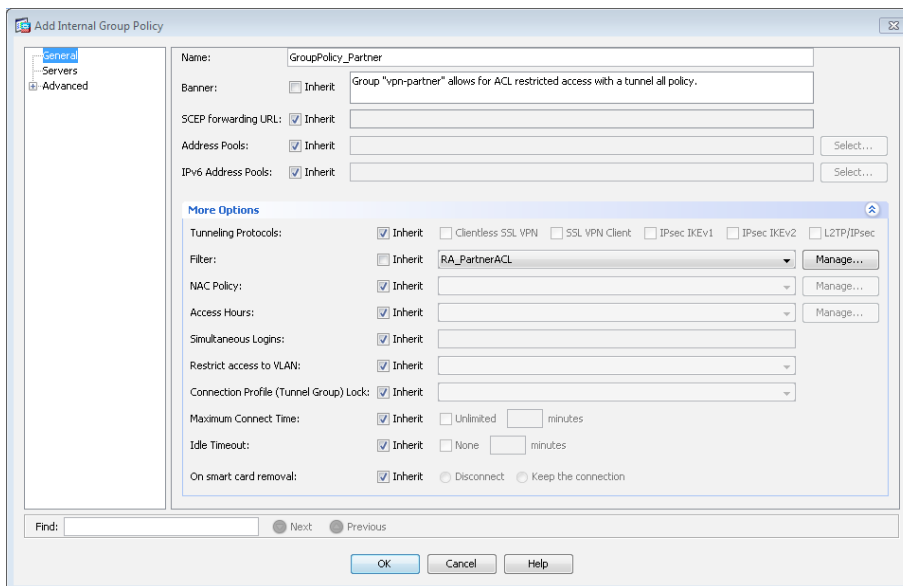 Add Internal Group Policy
General
Servers
Advanced
Name: GroupPolicy_Partner
Banner: Inherit Group "vpn-partner" allows for ACL restricted access with a tunnel all policy.
SCEP forwarding URL: Inherit
Address Pools: Inherit Select...
IPv6 Address Pools: Inherit Select...
More Options
Tunneling Protocols: Inherit Clientless SSL VPN SSL VPN Client IPsec IKEv1 IPsec IKEv2 L2TP/IPsec
Filter: Inherit RA_PartnerACL Manage...
NAC Policy: Inherit Manage...
Access Hours: Inherit Manage...
Simultaneous Logins: Inherit
Restrict access to VLAN: Inherit
Connection Profile (Tunnel Group) Lock: Inherit
Maximum Connect Time: Inherit Unlimited minutes
Idle Timeout: Inherit None minutes
On smart card removal: Inherit Disconnect Keep the connection
Find: Next Previous
OK Cancel Help